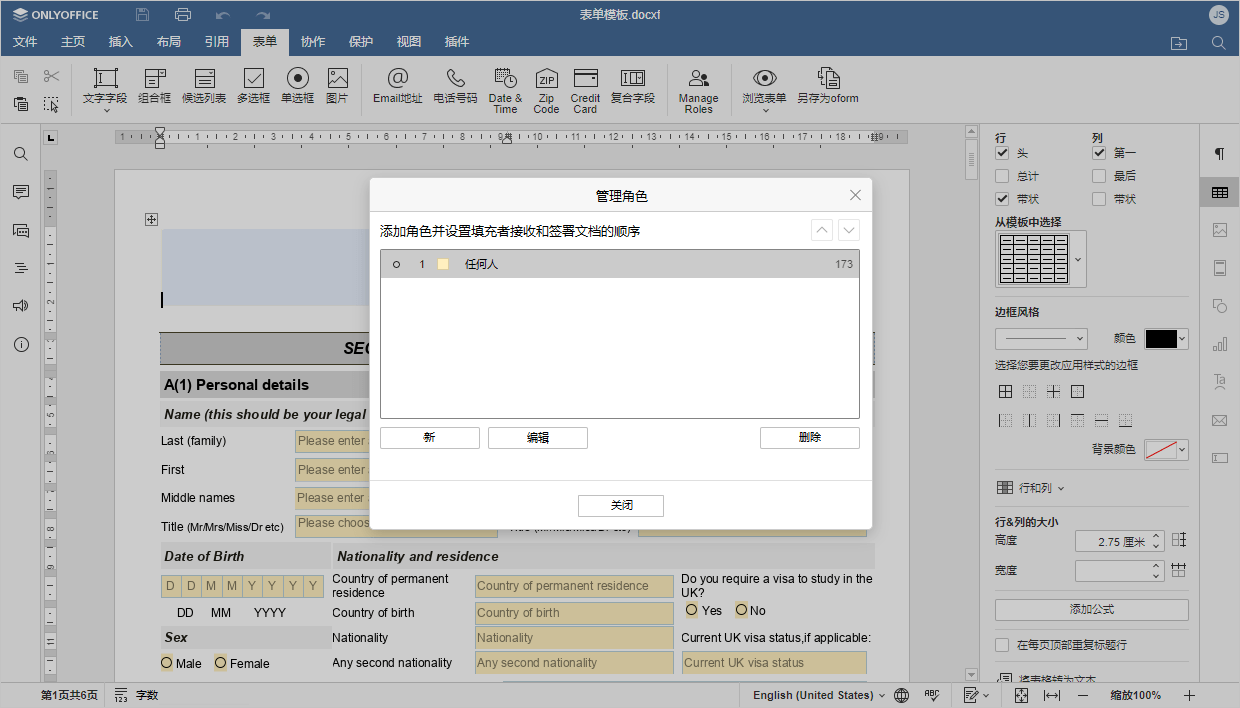 ONLYOFFICE
表单模板.docxf
JS
文件 主页 插入 布局 引用 表单 协作 保护 视图 插件
文字字段 组合框 候选列表 多选框 单选框 图片 Email地址 电话号码 Date & Time Zip Code Credit Card 复合字段 Manage Roles 浏览表单 另存为oform
管理角色
添加角色并设置填充者接收和签署文档的顺序
1 任何人 173
新 编辑 删除
关闭
A(1) Personal details
Name (this should be your legal
Last (family) Please enter
First Please enter
Middle names Please enter
Title (Mr/Mrs/Miss/Dr etc) Please choos
Date of Birth Nationality and residence
D D M M Y Y Y Y
DD MM YYYY
Country of permanent residence Country of permanent residence
Do you require a visa to study in the UK?
Country of birth Country of birth
Yes No
Sex
Nationality Nationality
Current UK visa status,if applicable:
Male Female
Any second nationality Any second nationality
Current UK visa status
行 列
头 第一
总计 最后
带状 带状
从模板中选择
边框风格
颜色
选择您要更改应用样式的边框
背景颜色
行和列
行&列的大小
高度 2.75 厘米
宽度
添加公式
在每页顶部重复标题行
将表格转为文本
第1页共6页 字数
English (United States)
缩放100%